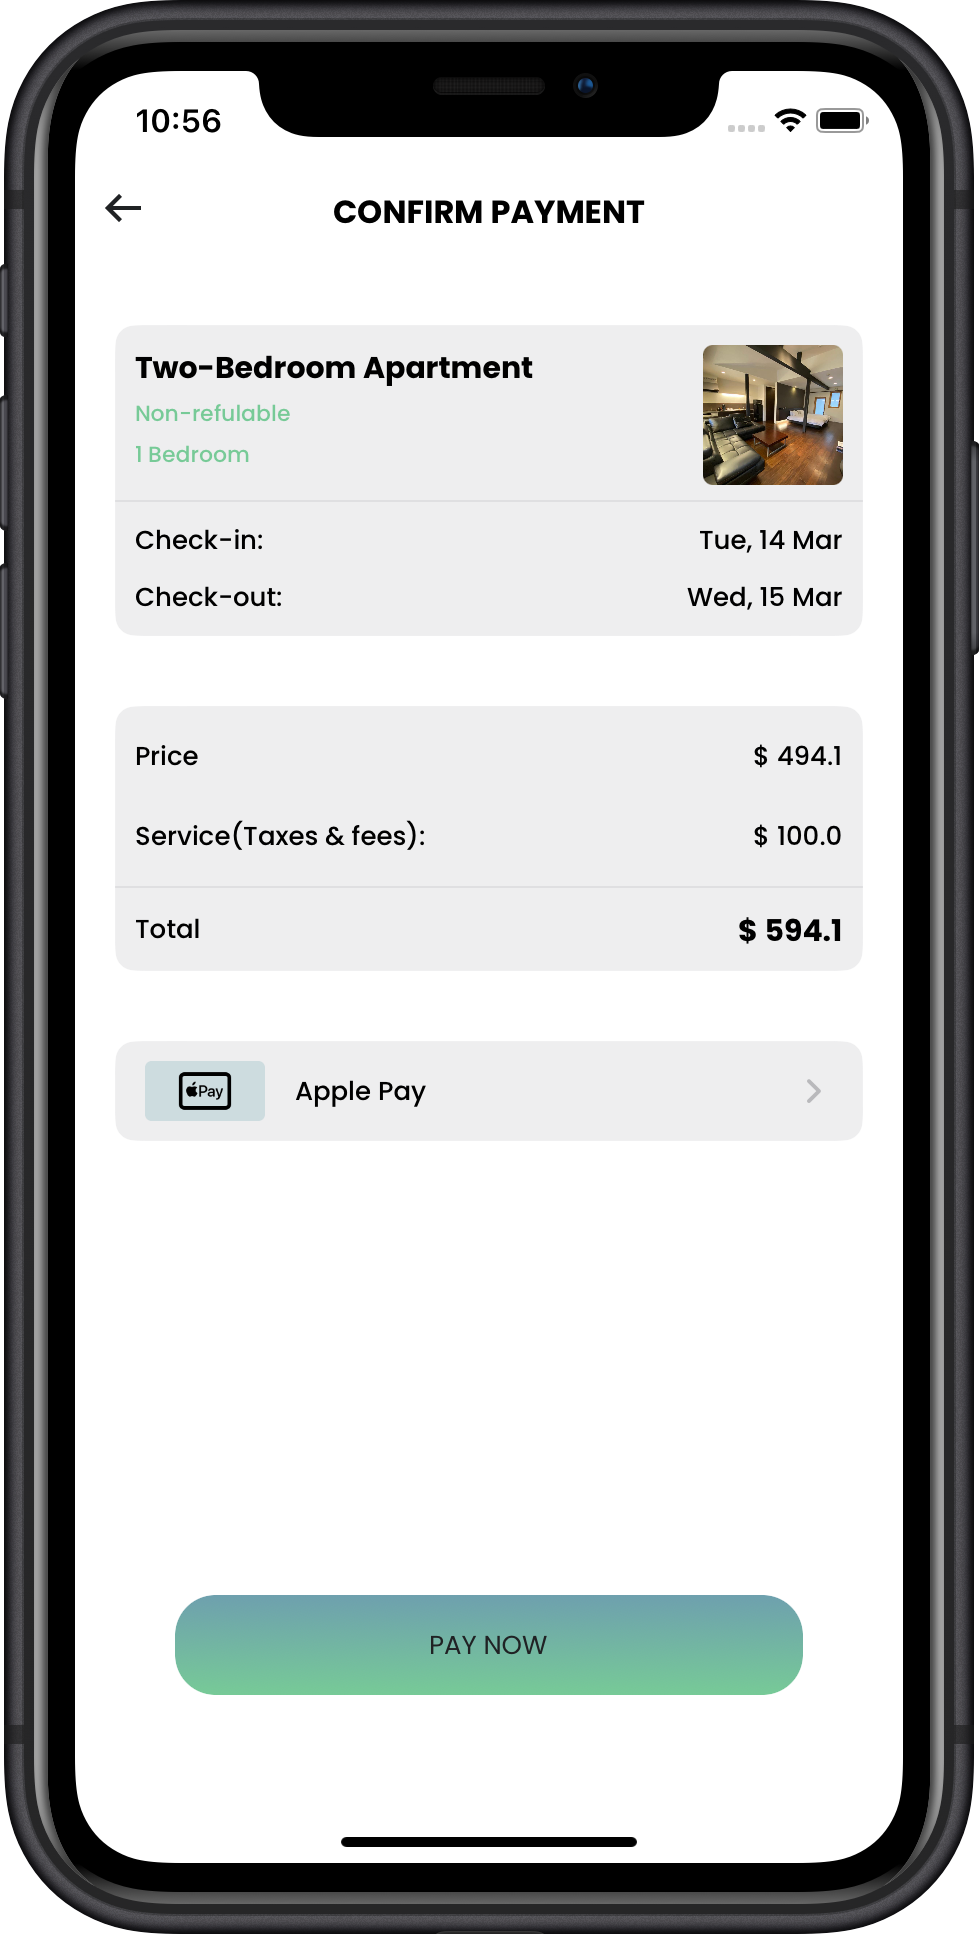 10:56
CONFIRM PAYMENT
Two-Bedroom Apartment
Non-refulable
1 Bedroom
Check-in: Tue, 14 Mar
Check-out: Wed, 15 Mar
Price $ 494.1
Service(Taxes & fees): $ 100.0
Total $ 594.1
Pay Apple Pay
PAY NOW